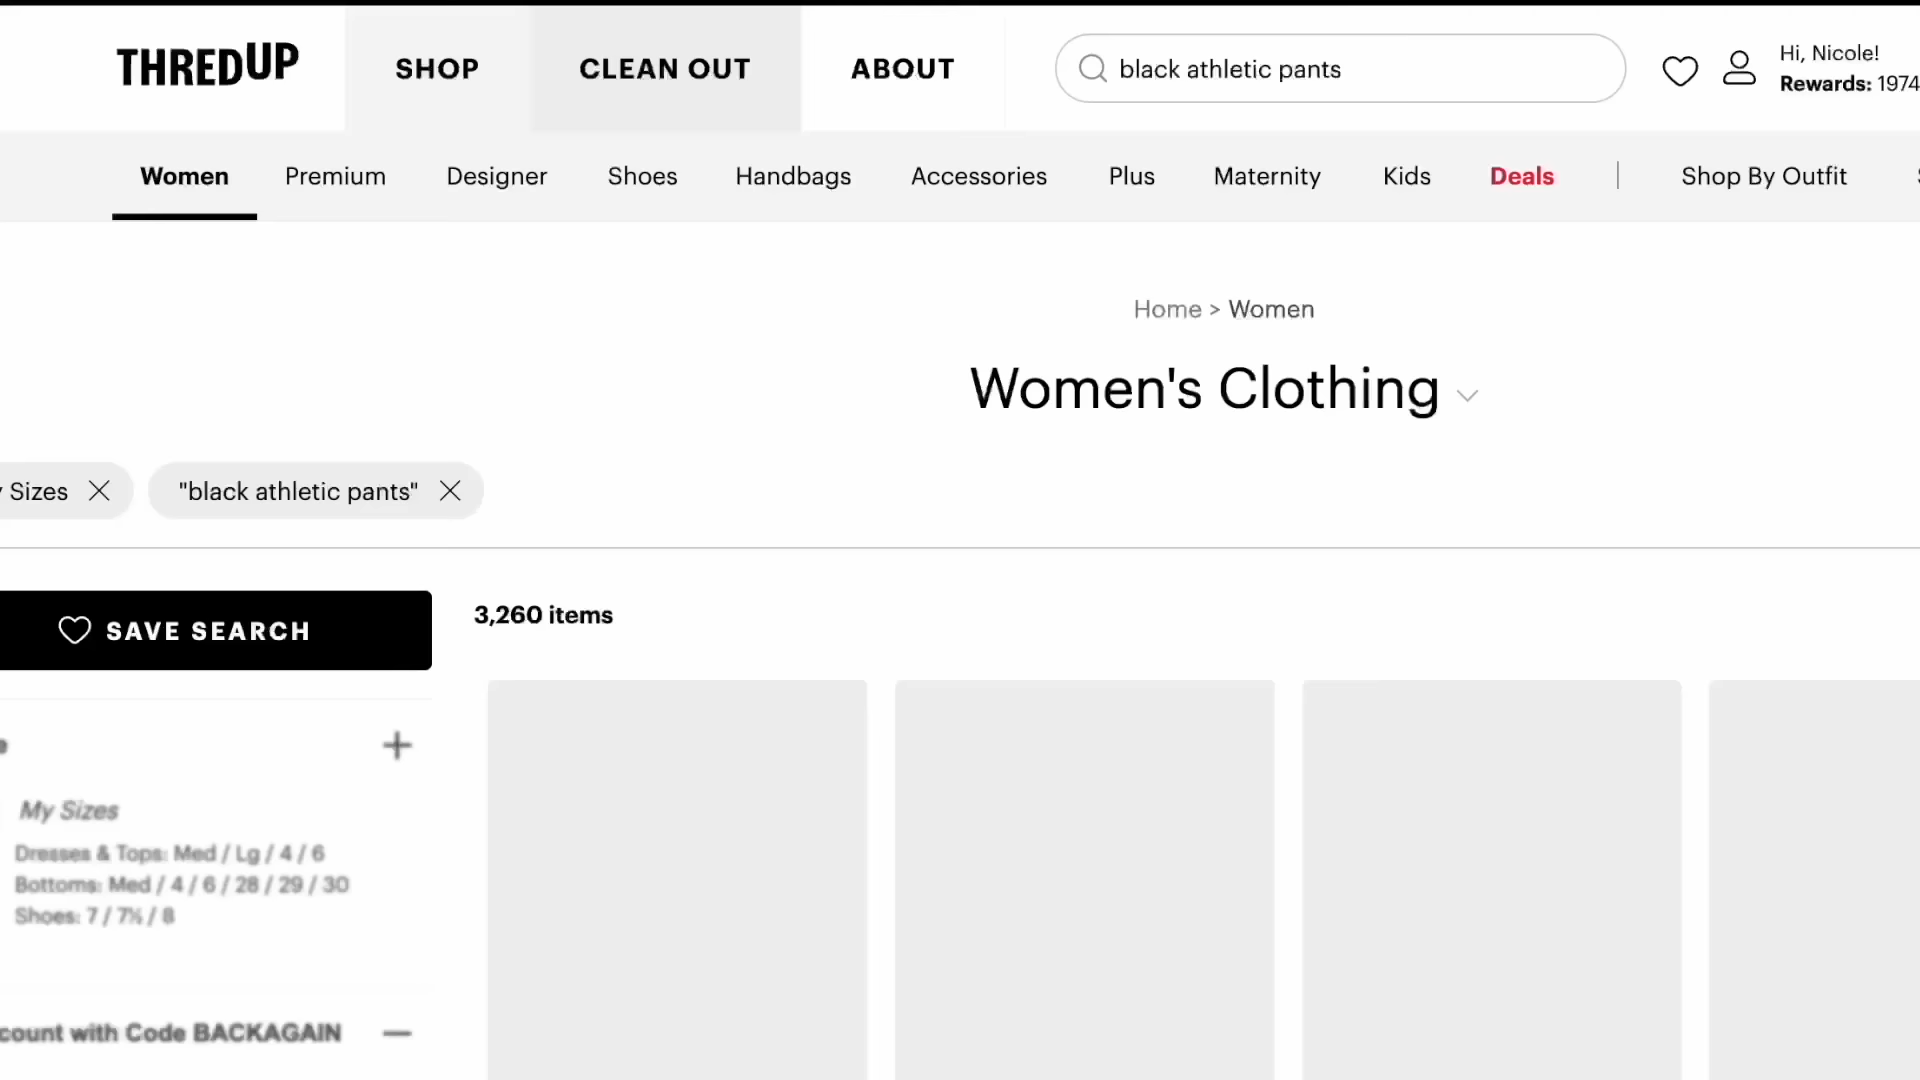 THREDUP
SHOP
CLEAN OUT
ABOUT
black athletic pants
Hi, Nicole!
Rewards: 1974
Women
Premium
Designer
Shoes
Handbags
Accessories
Plus
Maternity
Kids
Deals
Shop By Outfit
Home > Women
Women's Clothing
Sizes
"black athletic pants"
SAVE SEARCH
3,260 items
My Sizes
Dresses & Tops: Med / Lg / 4 / 6
Bottoms: Med / 4 / 6 / 28 / 29 / 30
Shoes: 7 / 7½ / 8
count with Code BACKAGAIN